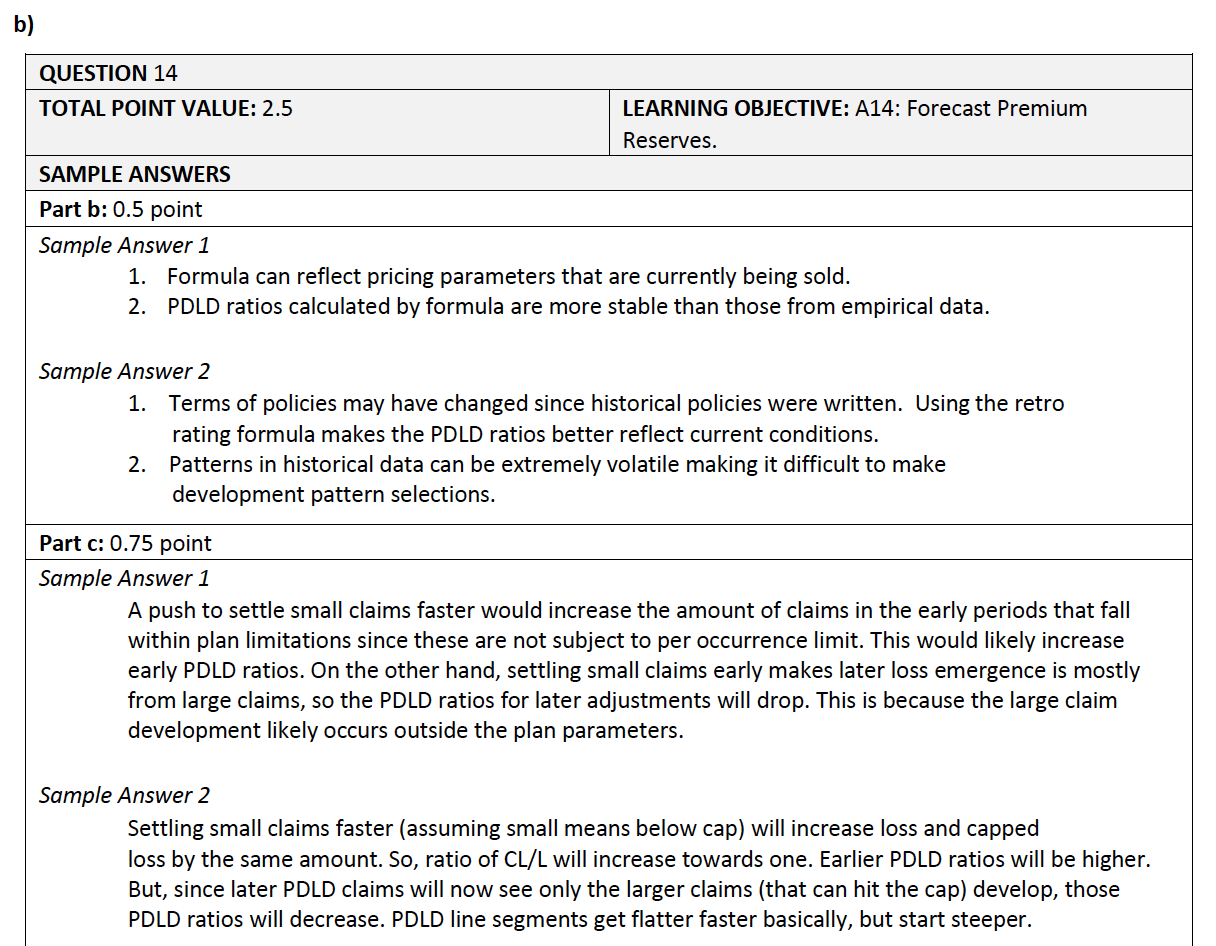 b)
QUESTION 14
TOTAL POINT VALUE: 2.5
LEARNING OBJECTIVE: A14: Forecast Premium
Reserves.
SAMPLE ANSWERS
Part b: 0.5 point
Sample Answer 1
1. Formula can reflect pricing parameters that are currently being sold.
2. PDLD ratios calculated by formula are more stable than those from empirical data.
Sample Answer 2
1. Terms of policies may have changed since historical policies were written. Using the retro
rating formula makes the PDLD ratios better reflect current conditions.
2. Patterns in historical data can be extremely volatile making it difficult to make
development pattern selections.
Part c: 0.75 point
Sample Answer 1
A push to settle small claims faster would increase the amount of claims in the early periods that fall
within plan limitations since these are not subject to per occurrence limit. This would likely increase
early PDLD ratios. On the other hand, settling small claims early makes later loss emergence is mostly
from large claims, so the PDLD ratios for later adjustments will drop. This is because the large claim
development likely occurs outside the plan parameters.
Sample Answer 2
Settling small claims faster (assuming small means below cap) will increase loss and capped
loss by the same amount. So, ratio of CL/L will increase towards one. Earlier PDLD ratios will be higher.
But, since later PDLD claims will now see only the larger claims (that can hit the cap) develop, those
PDLD ratios will decrease. PDLD line segments get flatter faster basically, but start steeper.